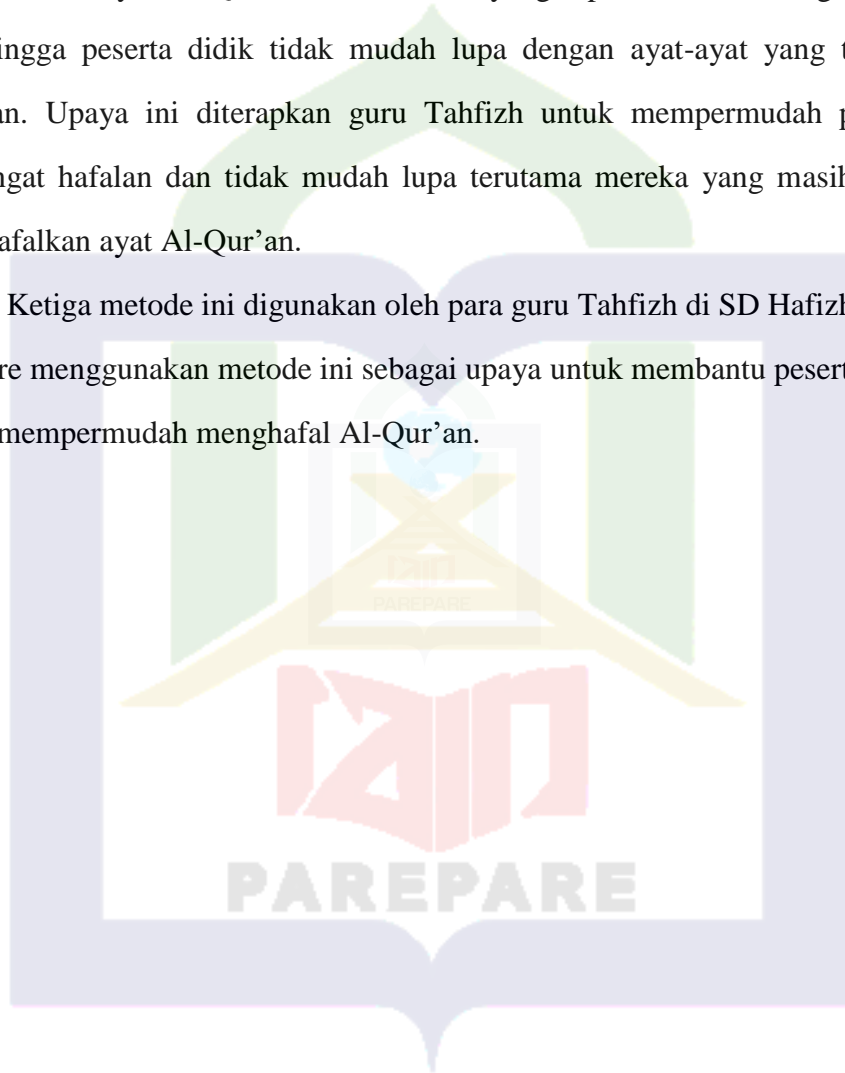 ingga peserta didik tidak mudah lupa dengan ayat-ayat yang t
an. Upaya ini diterapkan guru Tahfizh untuk mempermudah p
ngat hafalan dan tidak mudah lupa terutama mereka yang masih
afalkan ayat Al-Qur’an.
Ketiga metode ini digunakan oleh para guru Tahfizh di SD Hafizh
re menggunakan metode ini sebagai upaya untuk membantu pesert
mempermudah menghafal Al-Qur’an.
IAIN
PAREPARE
IAIN
PAREPARE